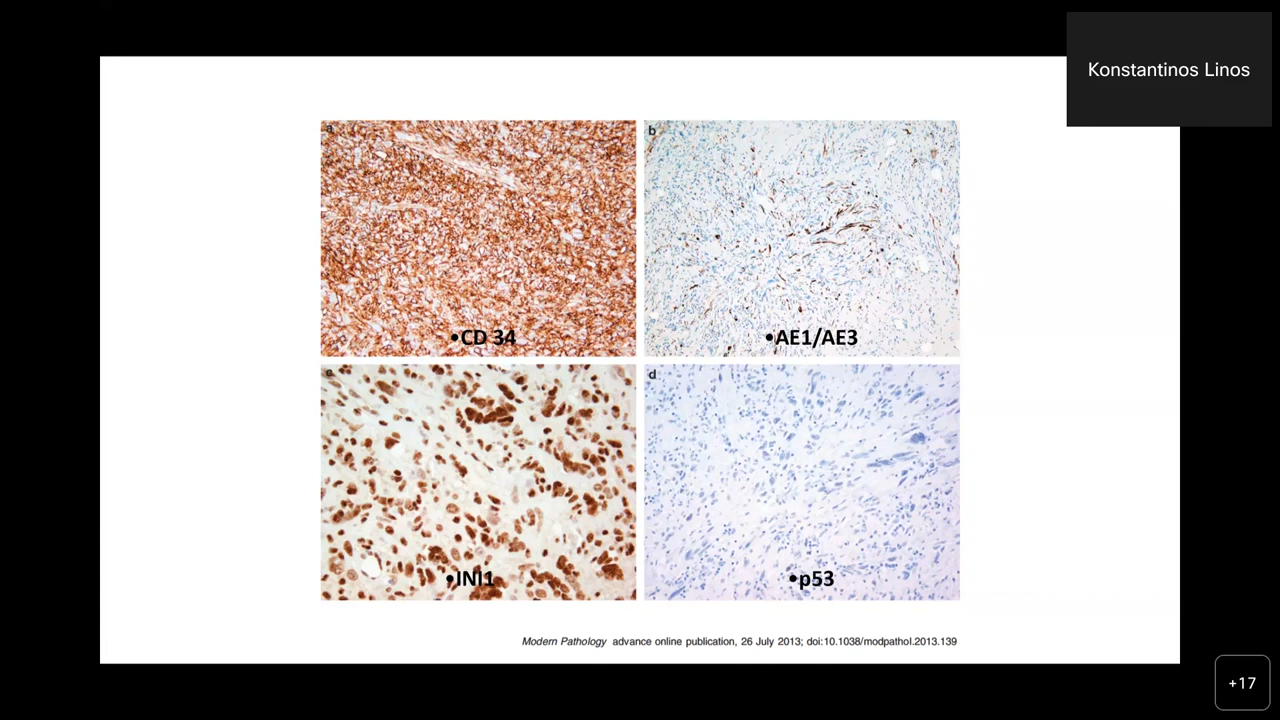 Konstantinos Linos
a
b
•CD 34
•AE1/AE3
c
d
•INI1
•p53
Modern Pathology advance online publication, 26 July 2013; doi:10.1038/modpathol.2013.139
+17